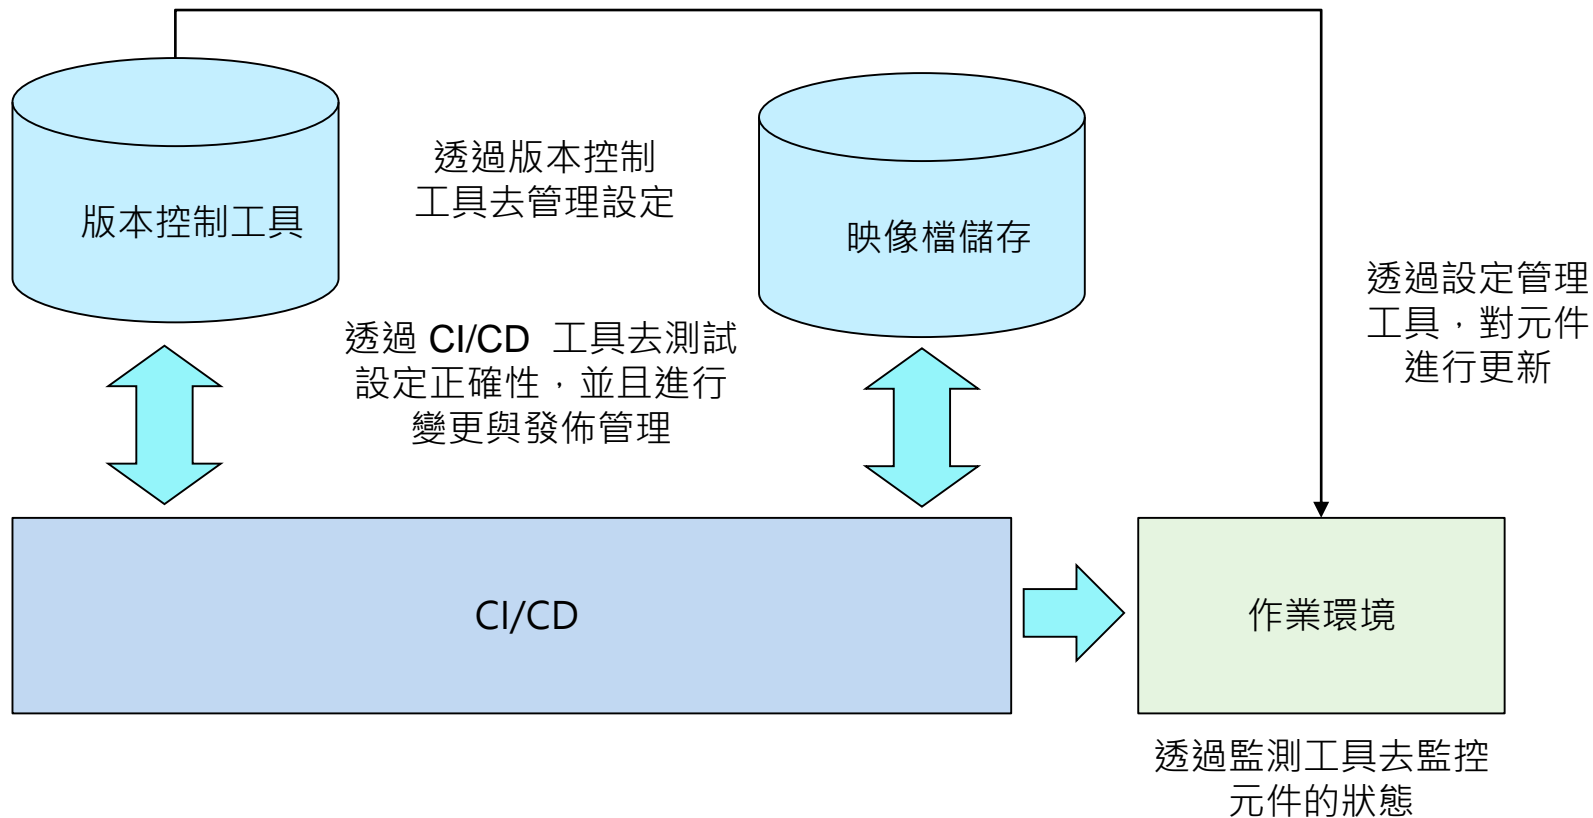 透過版本控制
工具去管理設定
版本控制工具
映像檔儲存
透過設定管理
工具，對元件
進行更新
透過 CI/CD 工具去測試
設定正確性，並且進行
變更與發佈管理
CI/CD
作業環境
透過監測工具去監控
元件的狀態